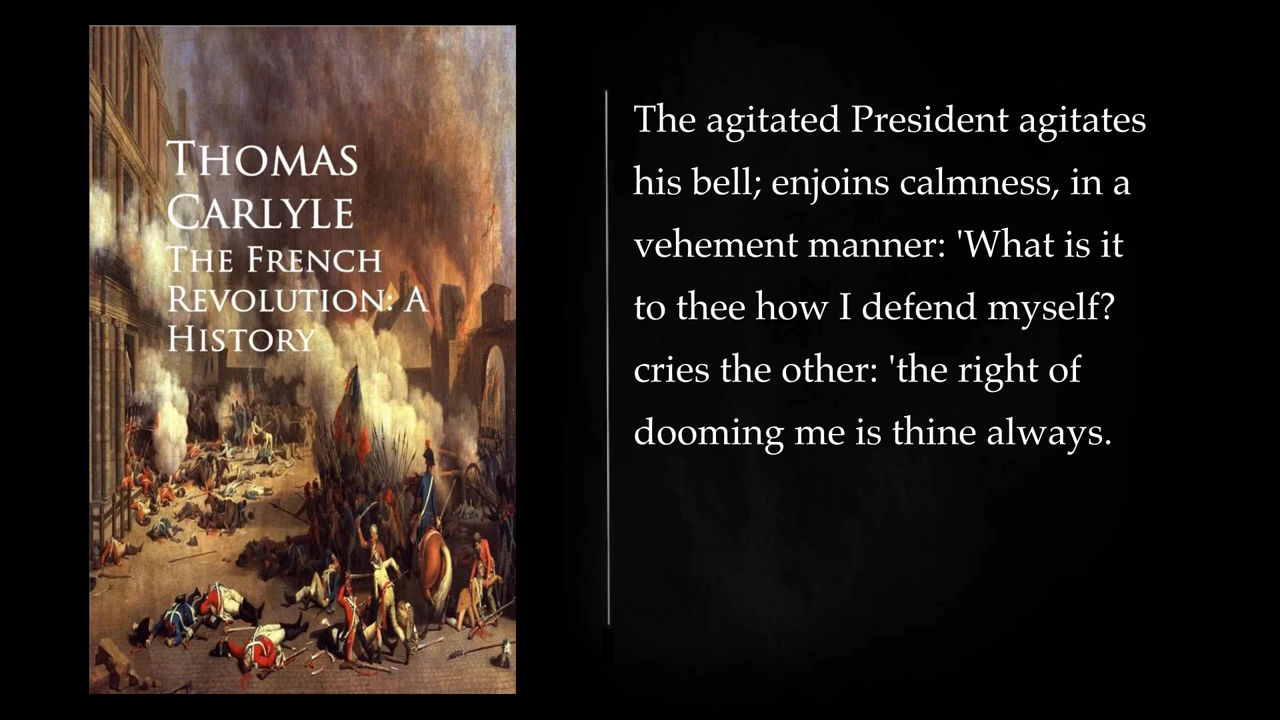 THOMAS
CARLYLE
THE FRENCH
REVOLUTION: A
HISTORY
The agitated President agitates
his bell; enjoins calmness, in a
vehement manner: 'What is it
to thee how I defend myself?
cries the other: 'the right of
dooming me is thine always.